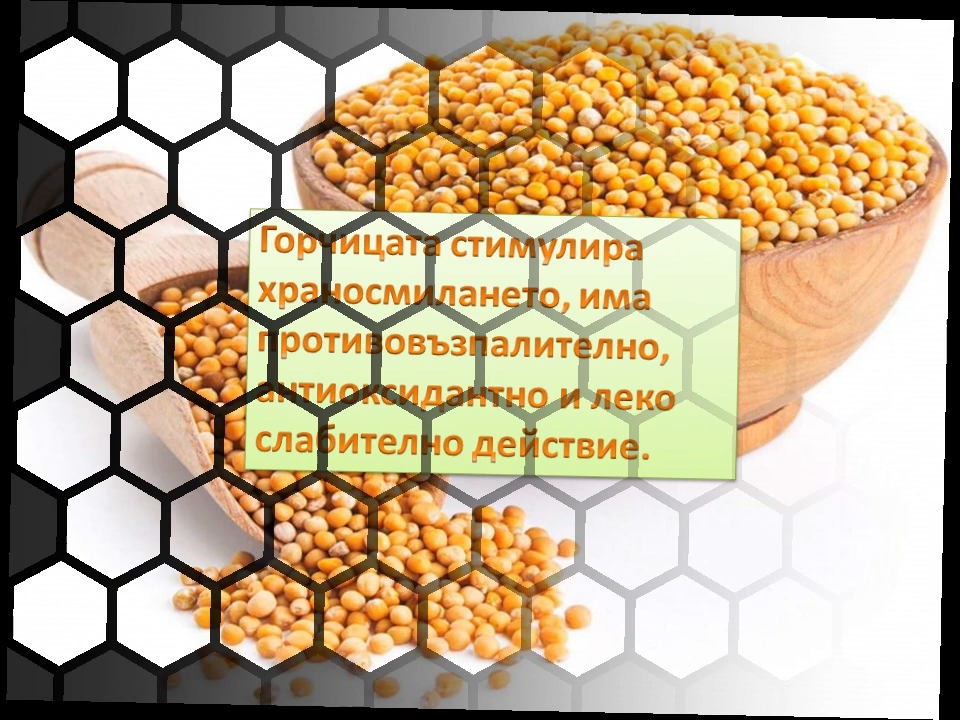 Горчицата стимулира
храносмилането, има
противовъзпалително,
антиоксидантно и леко
слабително действие.